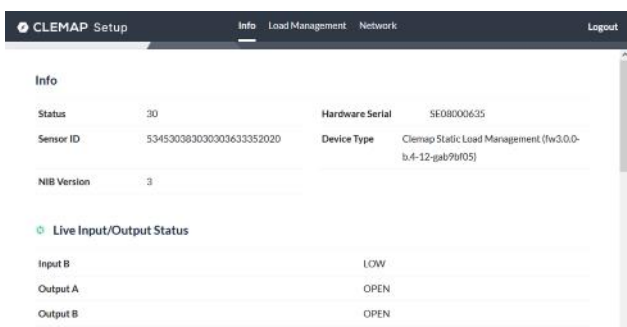 CLEMAP Setup Info Load Management Network Logout
Info
Status 30 Hardware Serial SE08000635
Sensor ID 534530383030303633352020 Device Type Clemap Static Load Management (fw3.0.0-
b.4-12-gab9bf05)
NIB Version 3
Live Input/Output Status
Input B LOW
Output A OPEN
Output B OPEN